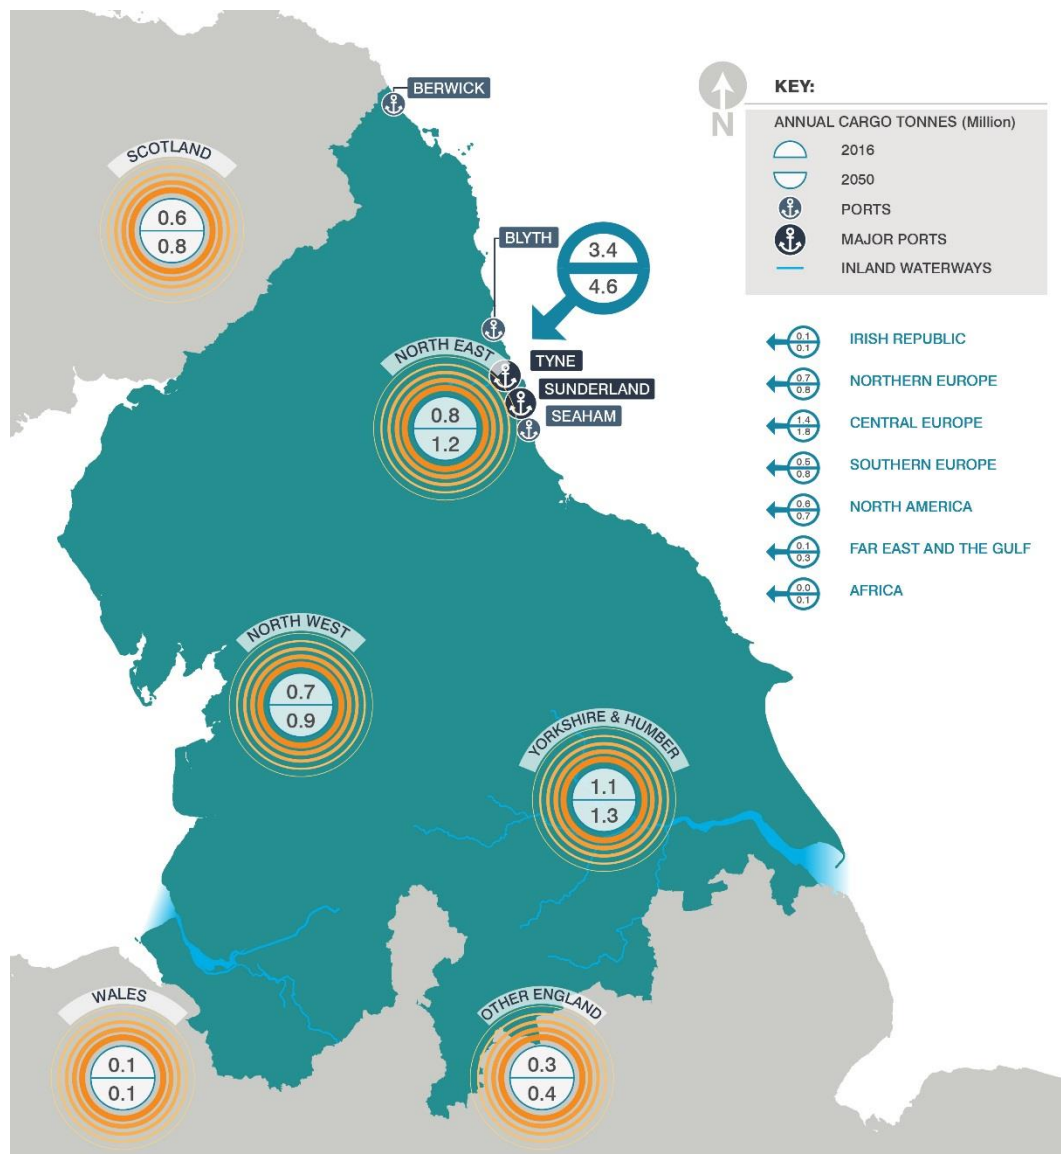 BERWICK
KEY:
N
ANNUAL CARGO TONNES (Million)
2016
2050
PORTS
MAJOR PORTS
INLAND WATERWAYS
SCOTLAND
0.6
0.8
BLYTH
3.4
4.6
NORTH EAST
0.8
1.2
TYNE
SUNDERLAND
SEAHAM
0.1
0.1
IRISH REPUBLIC
0.7
0.8
NORTHERN EUROPE
1.4
1.8
CENTRAL EUROPE
0.5
0.8
SOUTHERN EUROPE
0.6
0.7
NORTH AMERICA
0.1
0.3
FAR EAST AND THE GULF
0.0
0.1
AFRICA
NORTH WEST
0.7
0.9
YORKSHIRE & HUMBER
1.1
1.3
WALES
0.1
0.1
OTHER ENGLAND
0.3
0.4